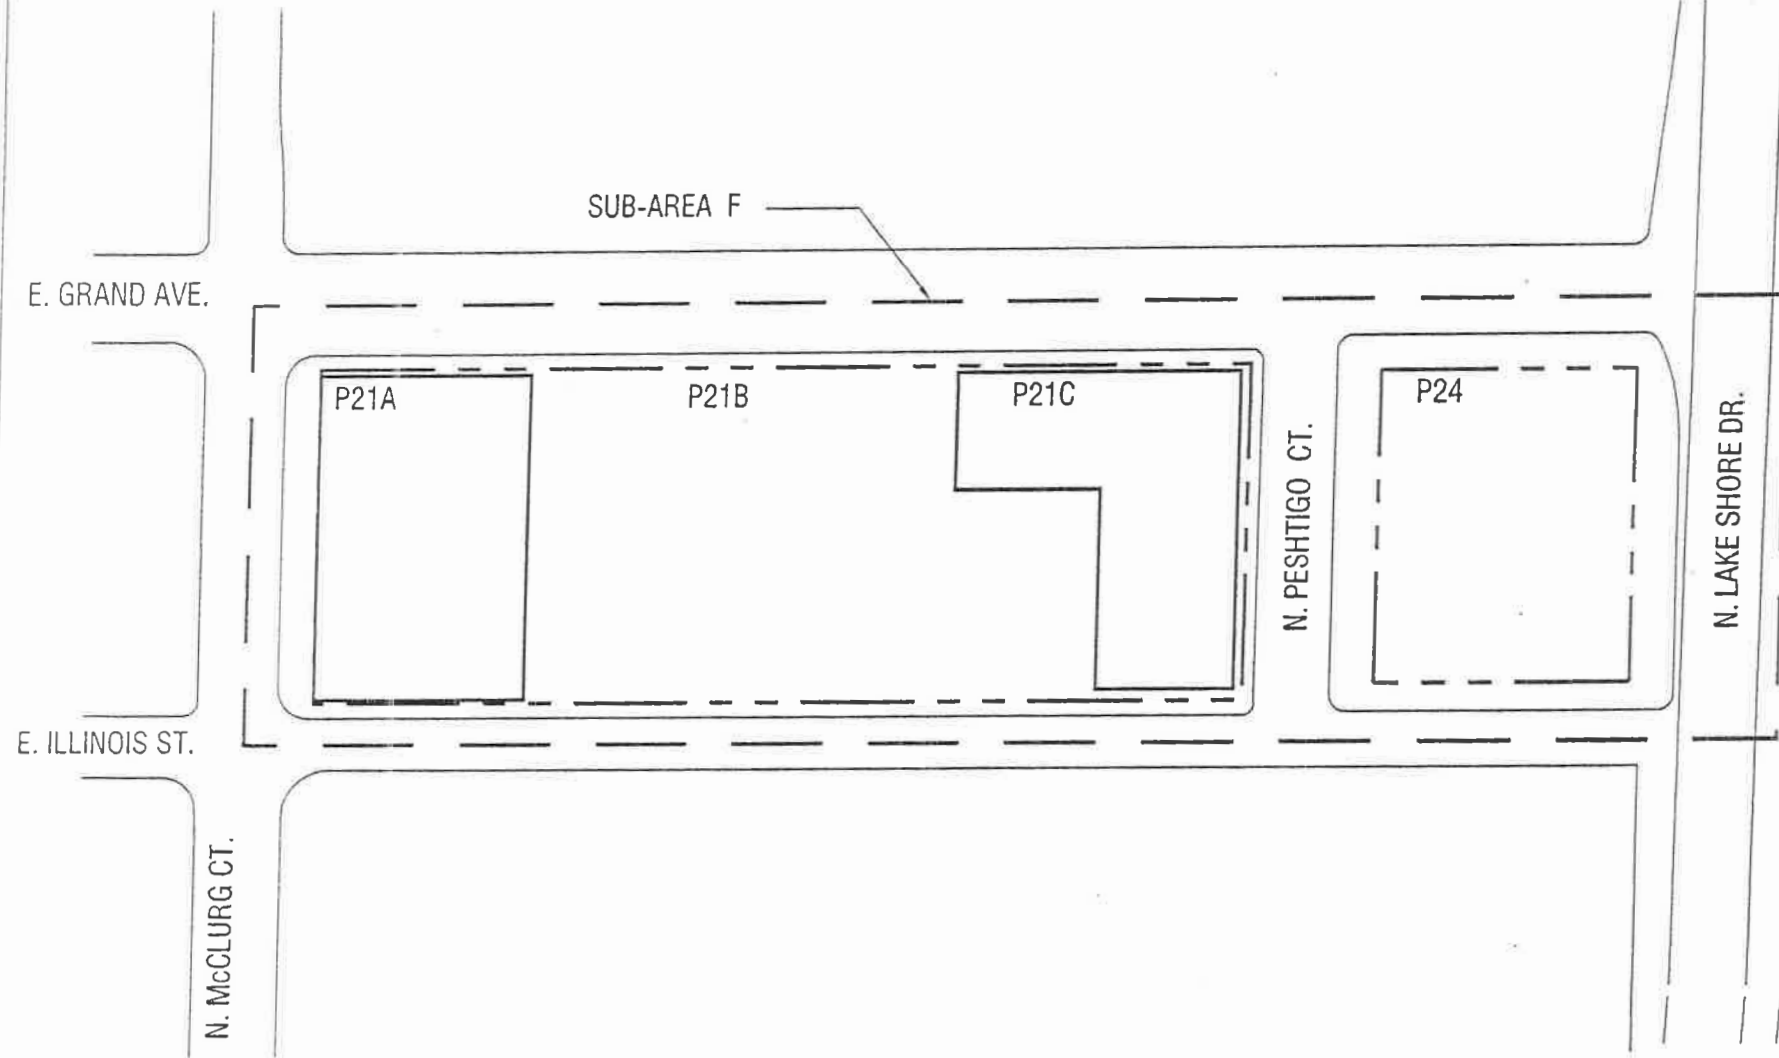 SUB-AREA F
E. GRAND AVE.
P21A
P21B
P21C
P24
N. PESHTIGO CT.
N. LAKE SHORE DR.
E. ILLINOIS ST.
N. McCLURG CT.